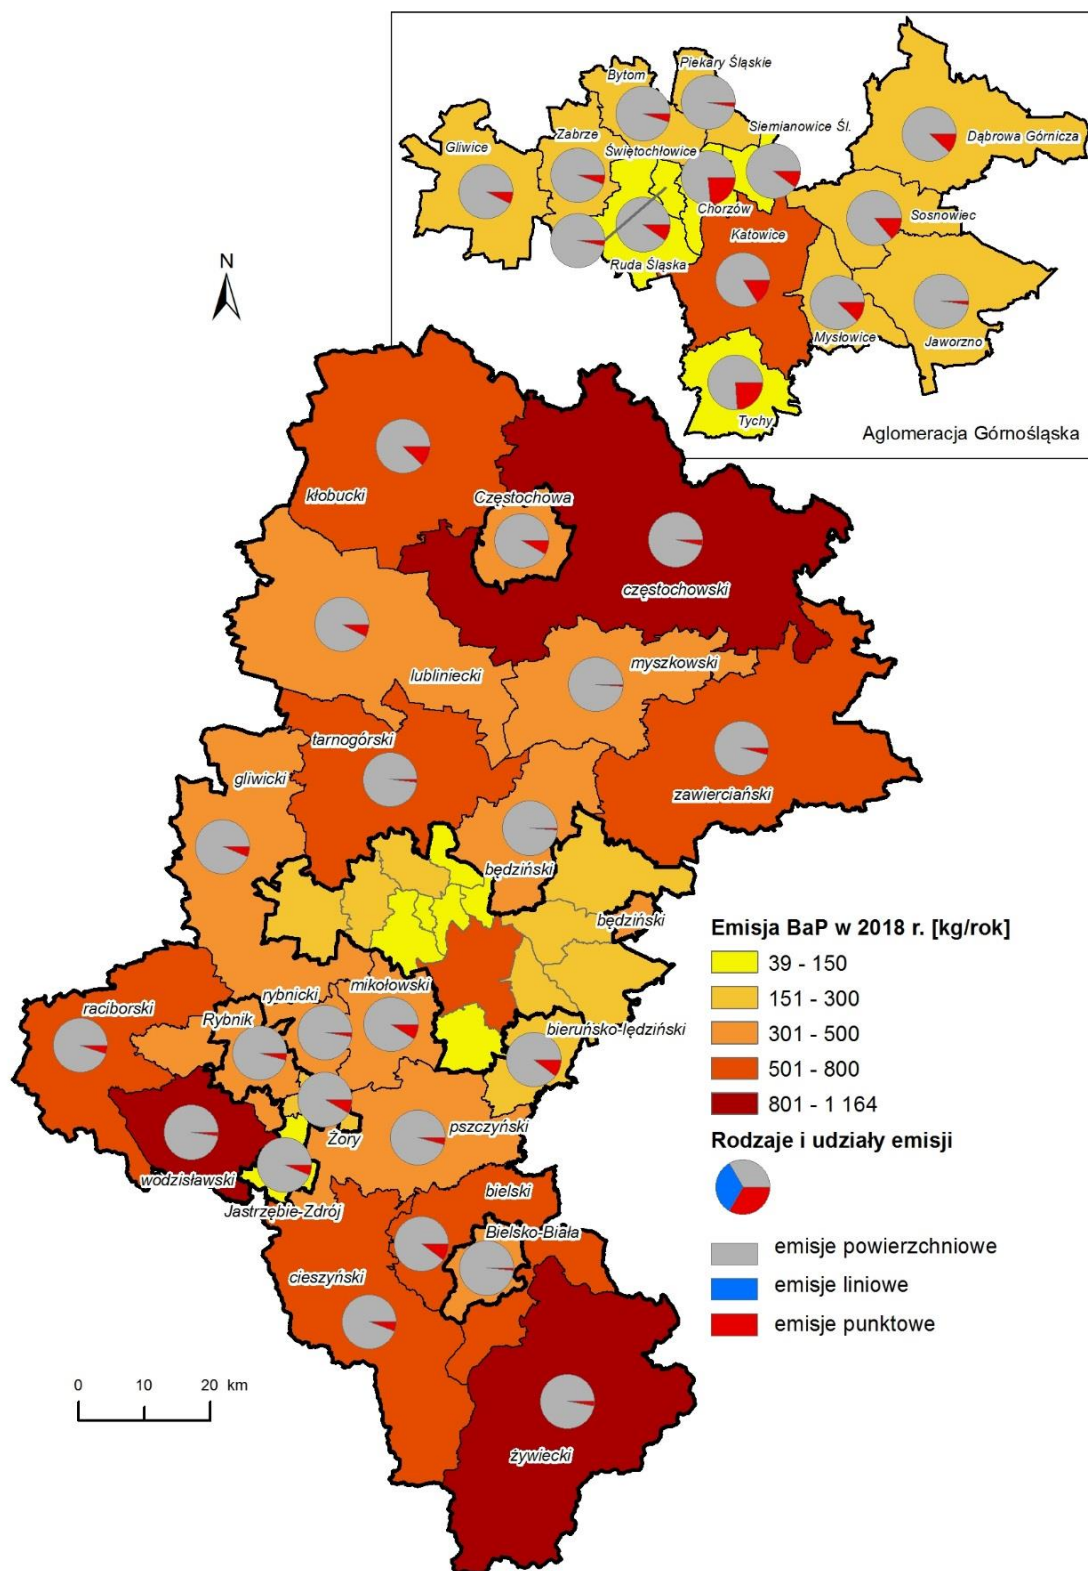 Bytom
Piekary Śląskie
Gliwice
Zabrze
Świętochłowice
Siemianowice Śl.
Dąbrowa Górnicza
Chorzów
Sosnowiec
Katowice
Ruda Śląska
Mysłowice
Jaworzno
Tychy
Aglomeracja Górnośląska
N
kłobucki
Częstochowa
częstochowski
lubliniecki
myszkowski
tarnogórski
gliwicki
zawierciański
będziński
będziński
raciborski
Rybnik
rybnicki
mikołowski
bieruńsko-lędziński
Żory
pszczyński
wodzisławski
Jastrzębie-Zdrój
bielski
Bielsko-Biała
cieszyński
żywiecki
Emisja BaP w 2018 r. [kg/rok]
39 - 150
151 - 300
301 - 500
501 - 800
801 - 1 164
Rodzaje i udziały emisji
emisje powierzchniowe
emisje liniowe
emisje punktowe
0 10 20 km